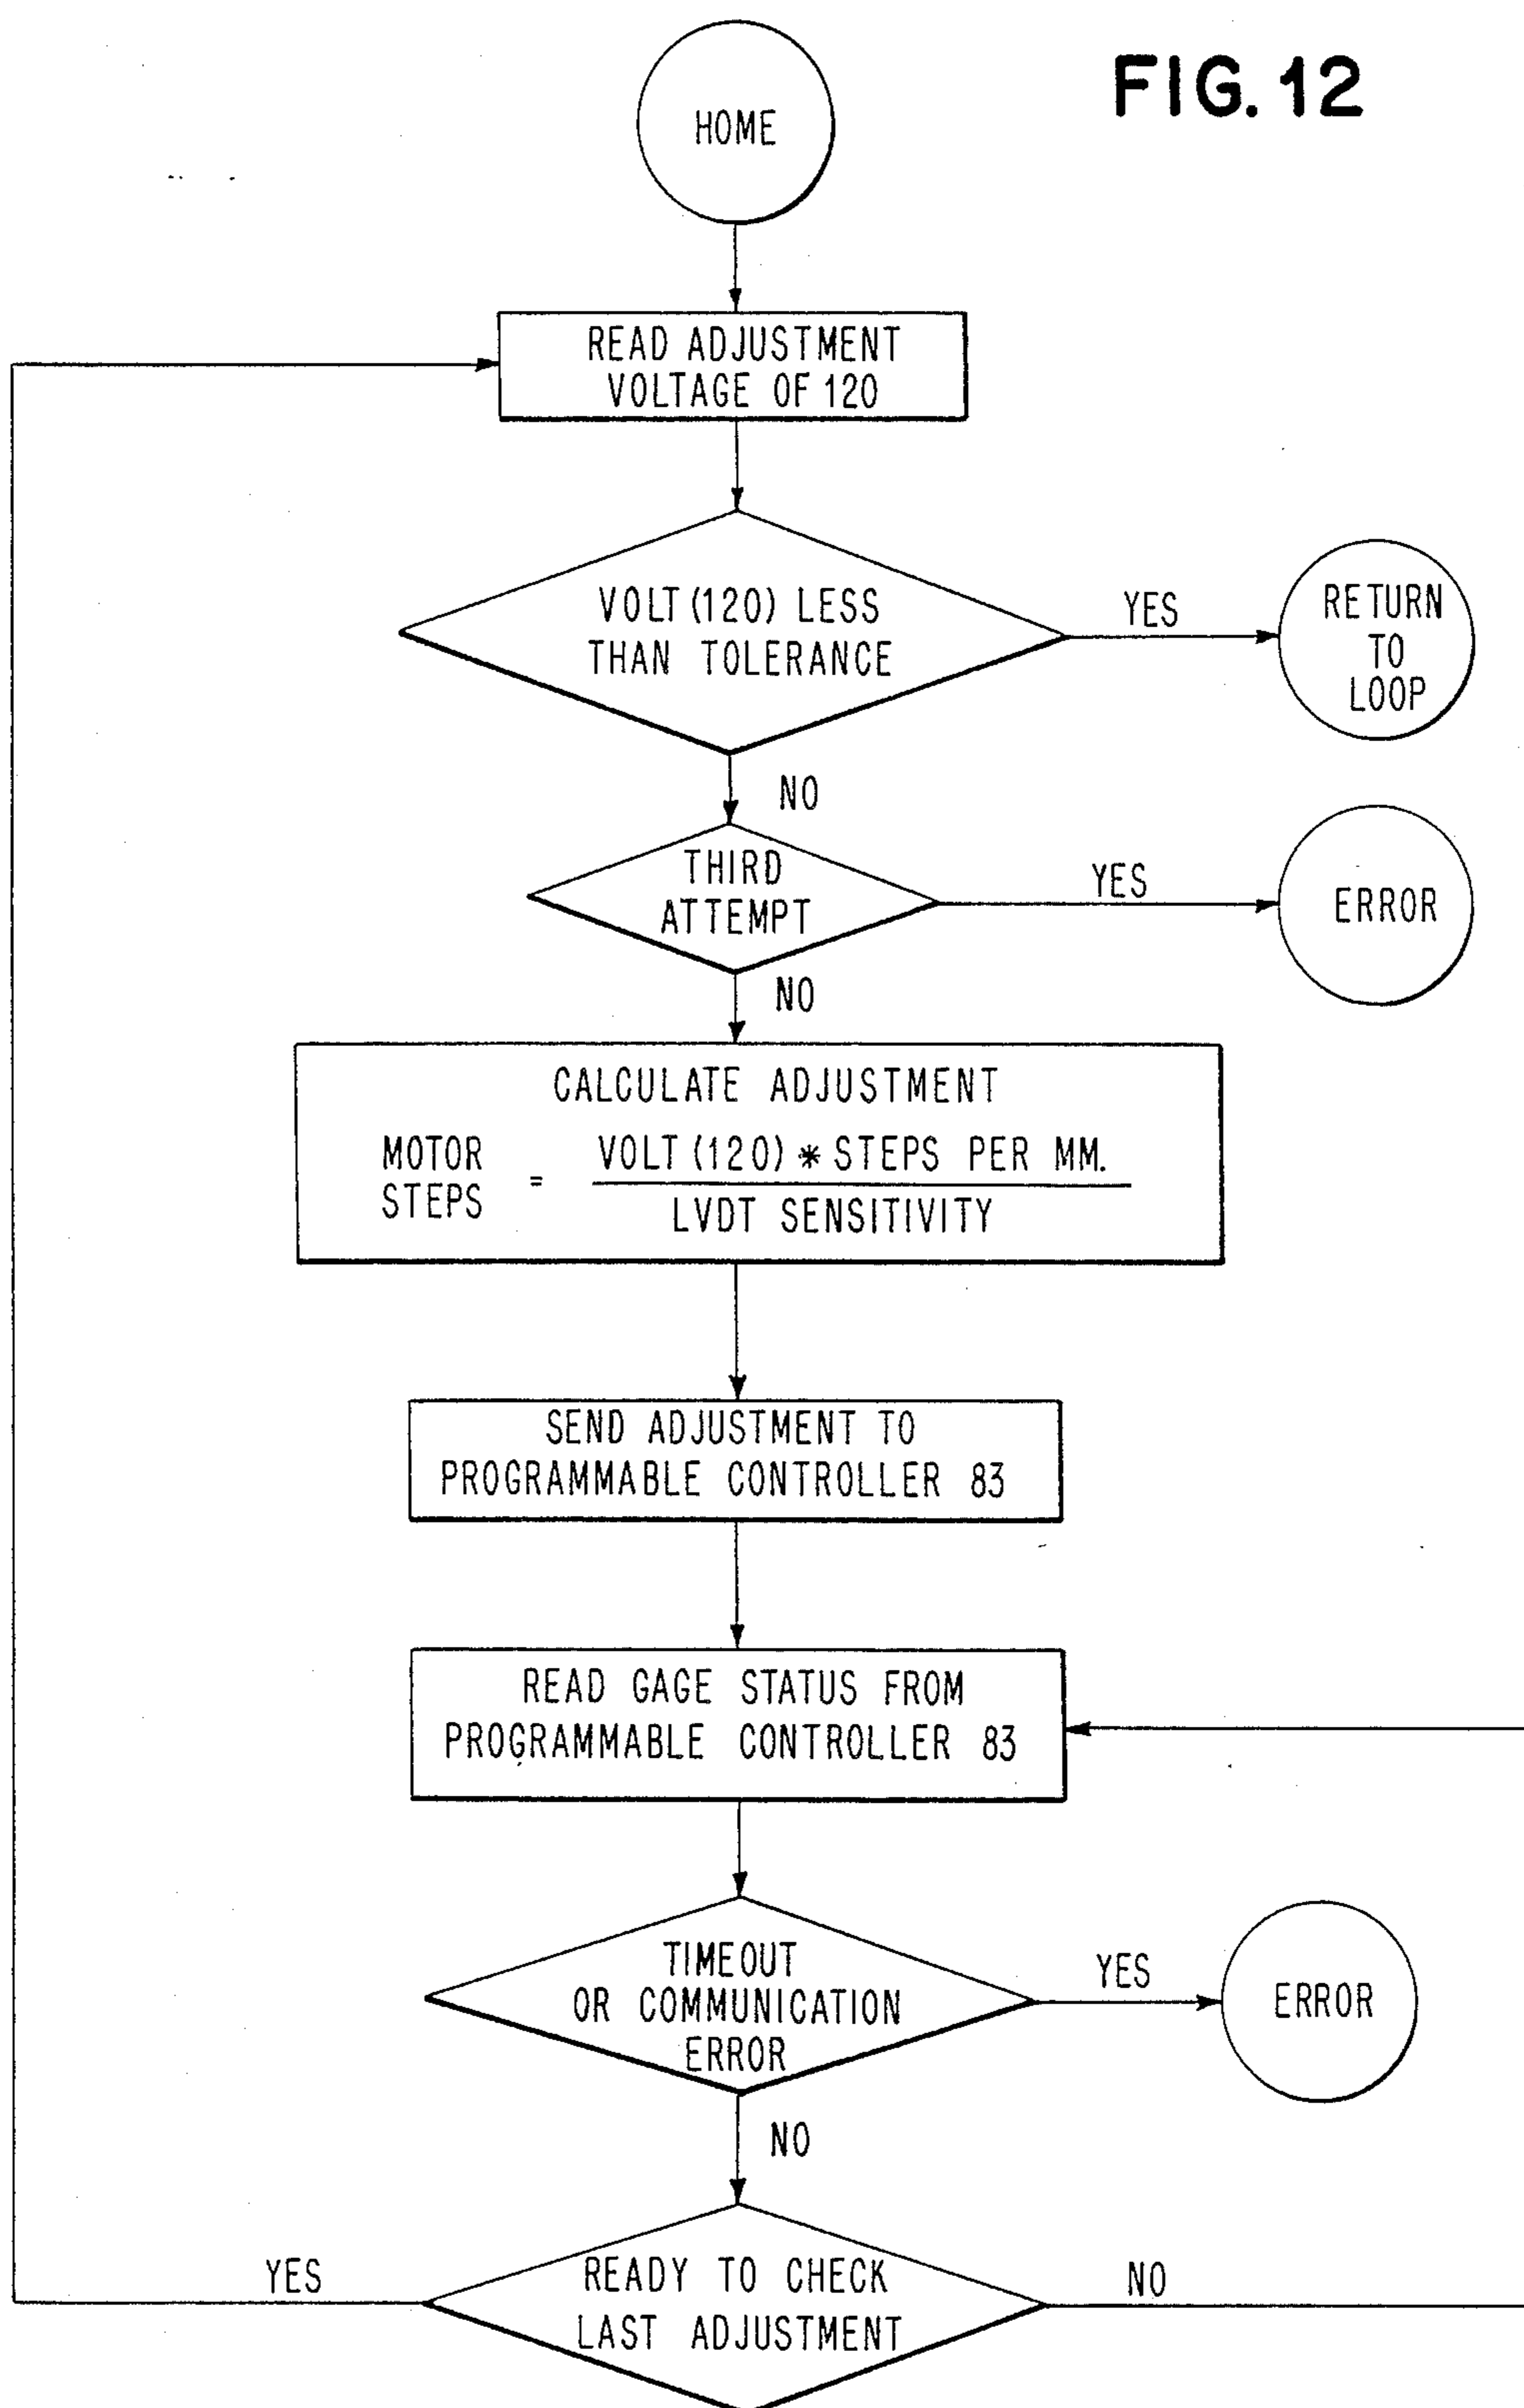 FIG. 12
HOME
READ ADJUSTMENT
VOLTAGE OF 120
VOLT (120) LESS
THAN TOLERANCE
YES
RETURN
TO
LOOP
NO
THIRD
ATTEMPT
YES
ERROR
NO
CALCULATE ADJUSTMENT
MOTOR
STEPS
=
VOLT (120) * STEPS PER MM.
LVDT SENSITIVITY
SEND ADJUSTMENT TO
PROGRAMMABLE CONTROLLER 83
READ GAGE STATUS FROM
PROGRAMMABLE CONTROLLER 83
TIMEOUT
OR COMMUNICATION
ERROR
YES
ERROR
NO
YES
READY TO CHECK
LAST ADJUSTMENT
NO